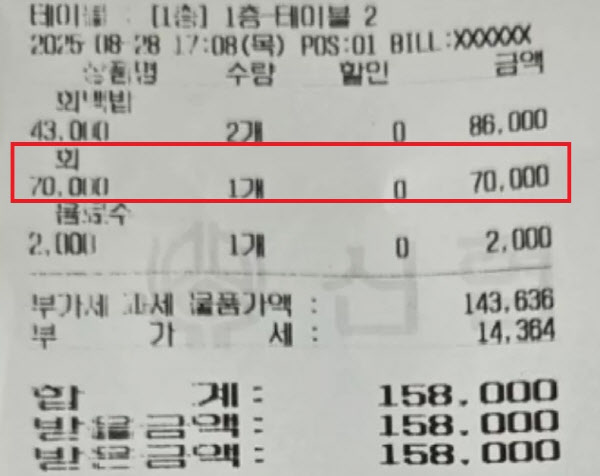 테이블 : [1층] 1층-테이블 2
2025-08-28 17:08(목) POS:01 BILL:XXXXXX
상품명 수량 할인 금액
회백밥
43,000 2개 0 86,000
회
70,000 1개 0 70,000
음료수
2,000 1개 0 2,000
부가세 과세 물품가액 : 143,636
부 가 세 : 14,364
합 계 : 158,000
받을금액 : 158,000
받은금액 : 158,000